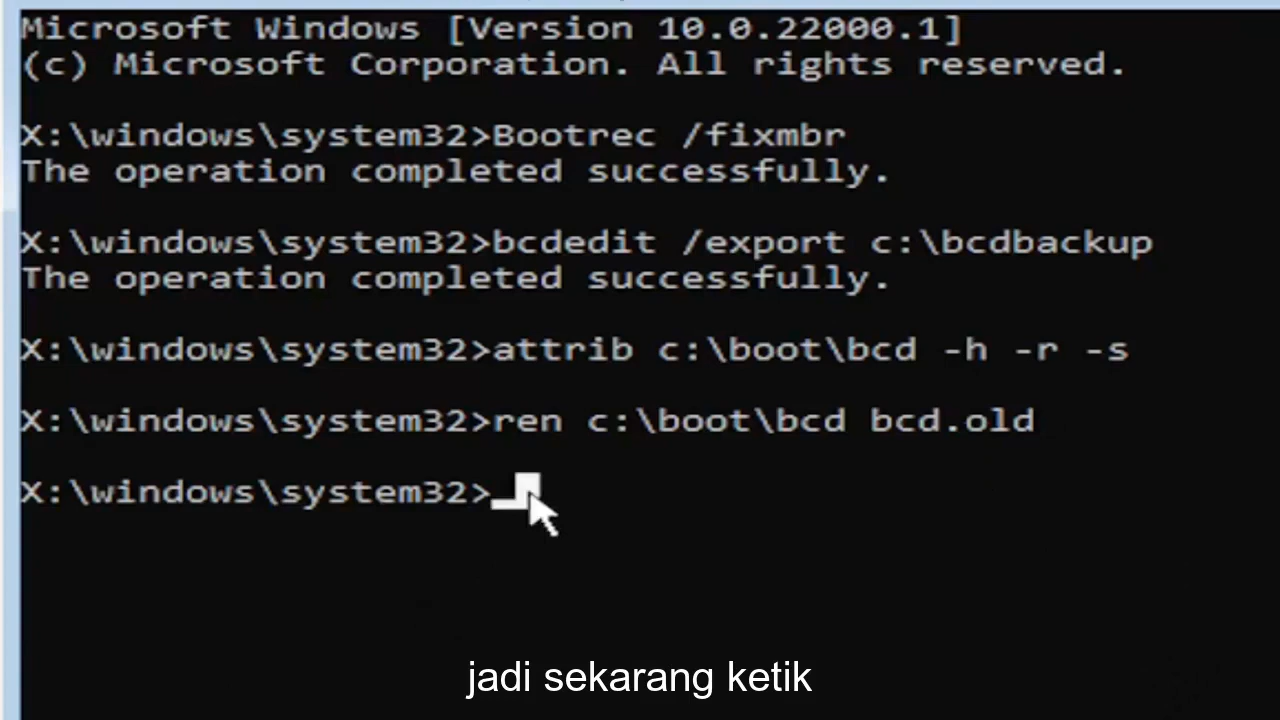 Microsoft Windows [Version 10.0.22000.1]
(c) Microsoft Corporation. All rights reserved.
X:\windows\system32>Bootrec /fixmbr
The operation completed successfully.
X:\windows\system32>bcdedit /export c:\bcdbackup
The operation completed successfully.
X:\windows\system32>attrib c:\boot\bcd -h -r -s
X:\windows\system32>ren c:\boot\bcd bcd.old
X:\windows\system32>
jadi sekarang ketik